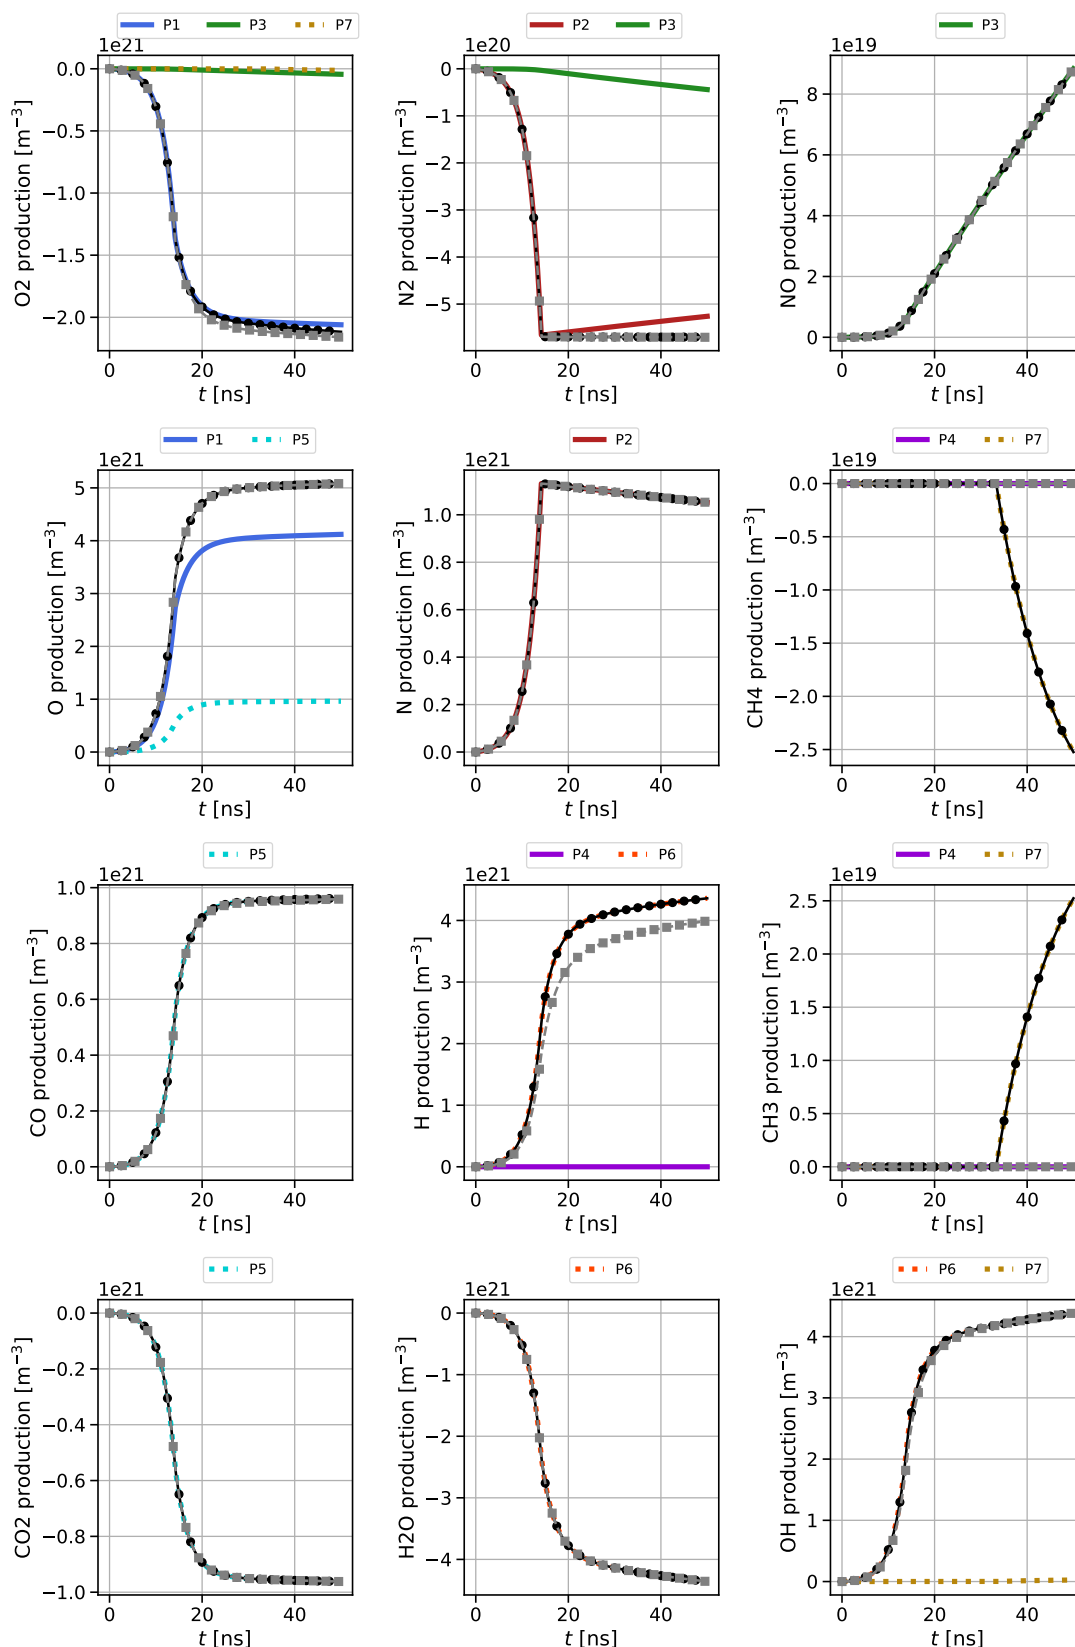 P1 P3 P7
1e21
O2 production [m⁻³]
0.0
−0.5
−1.0
−1.5
−2.0
0 20 40
t [ns]
P2 P3
1e20
N2 production [m⁻³]
0
−1
−2
−3
−4
−5
0 20 40
t [ns]
P3
1e19
NO production [m⁻³]
8
6
4
2
0
0 20 40
t [ns]
P1 P5
1e21
O production [m⁻³]
5
4
3
2
1
0
0 20 40
t [ns]
P2
1e21
N production [m⁻³]
1.0
0.8
0.6
0.4
0.2
0.0
0 20 40
t [ns]
P4 P7
1e19
CH4 production [m⁻³]
0.0
−0.5
−1.0
−1.5
−2.0
−2.5
0 20 40
t [ns]
P5
1e21
CO production [m⁻³]
1.0
0.8
0.6
0.4
0.2
0.0
0 20 40
t [ns]
P4 P6
1e21
H production [m⁻³]
4
3
2
1
0
0 20 40
t [ns]
P4 P7
1e19
CH3 production [m⁻³]
2.5
2.0
1.5
1.0
0.5
0.0
0 20 40
t [ns]
P5
1e21
CO2 production [m⁻³]
0.0
−0.2
−0.4
−0.6
−0.8
−1.0
0 20 40
t [ns]
P6
1e21
H2O production [m⁻³]
0
−1
−2
−3
−4
0 20 40
t [ns]
P6 P7
1e21
OH production [m⁻³]
4
3
2
1
0
0 20 40
t [ns]